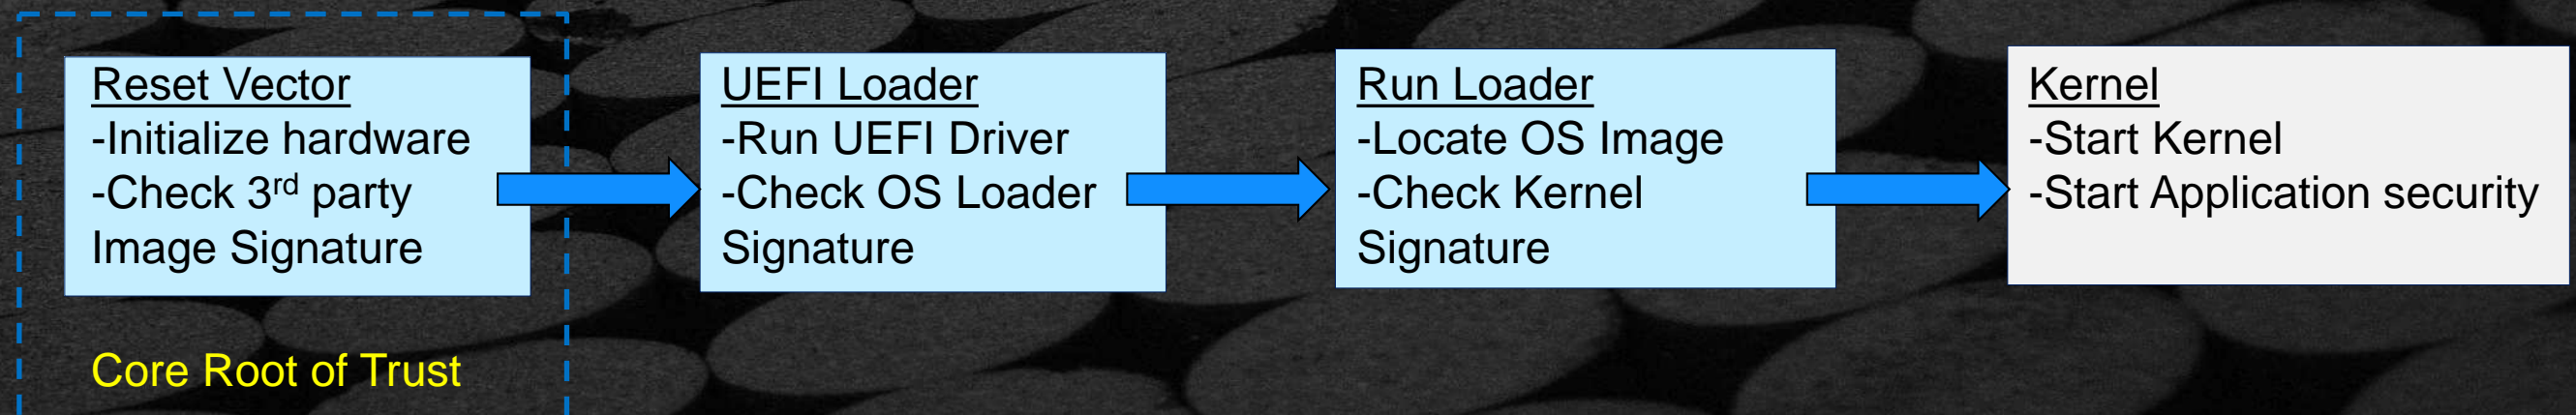 Reset Vector
-Initialize hardware
-Check 3rd party
Image Signature
Core Root of Trust
UEFI Loader
-Run UEFI Driver
-Check OS Loader
Signature
Run Loader
-Locate OS Image
-Check Kernel
Signature
Kernel
-Start Kernel
-Start Application security